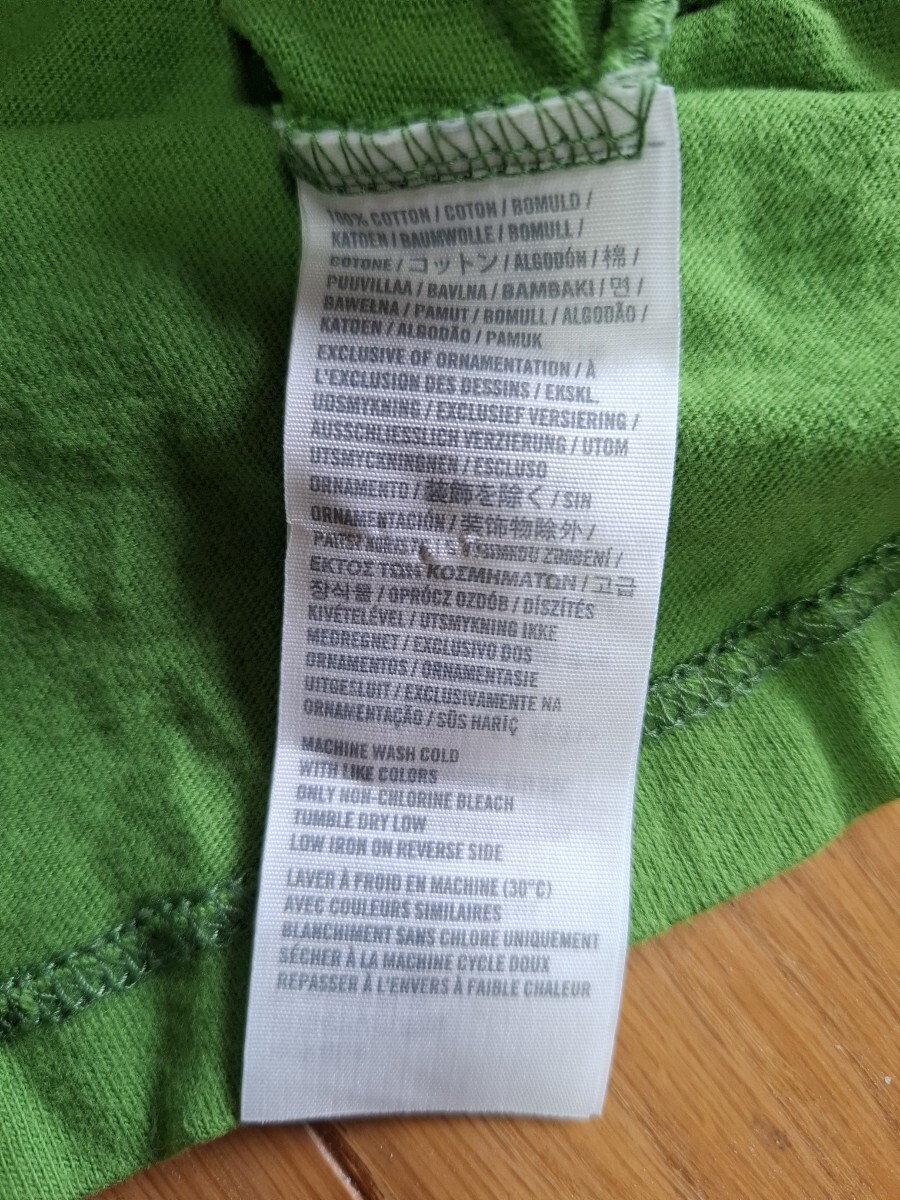 100% COTTON / COTON / BOMULD /
KATOEN / BAUMWOLLE / BOMULL /
COTONE / コットン / ALGODÓN / 棉 /
PUUVILLAA / BAVLNA / BAMBAKI / 면 /
BAWEŁNA / PAMUT / BOMULL / ALGODÃO /
KATOEN / ALGODÃO / PAMUK
EXCLUSIVE OF ORNAMENTATION / À
L'EXCLUSION DES DESSINS / EKSKL.
UDSMYKNING / EXCLUSIEF VERSIERING /
AUSSCHLIESSLICH VERZIERUNG / UTOM
UTSMYCKNINGHEN / ESCLUSO
ORNAMENTO / 装飾を除く / SIN
ORNAMENTACIÓN / 装饰物除外 /
ZDOBENÍ /
ΕΚΤΟΣ ΤΩΝ ΚΟΣΜΗΜΑΤΩΝ / 고급
장식물 / OPRÓCZ OZDÓB / DÍSZÍTÉS
KIVÉTELÉVEL / UTSMYKNING IKKE
MEDREGNET / EXCLUSIVO DOS
ORNAMENTOS / ORNAMENTASIE
UITGESLUIT / EXCLUSIVAMENTE NA
ORNAMENTAÇÃO / SÜS HARİÇ
MACHINE WASH COLD
WITH LIKE COLORS
ONLY NON-CHLORINE BLEACH
TUMBLE DRY LOW
LOW IRON ON REVERSE SIDE
LAVER À FROID EN MACHINE (30°C)
AVEC COULEURS SIMILAIRES
BLANCHIMENT SANS CHLORE UNIQUEMENT
SÉCHER À LA MACHINE CYCLE DOUX
REPASSER À L'ENVERS À FAIBLE CHALEUR